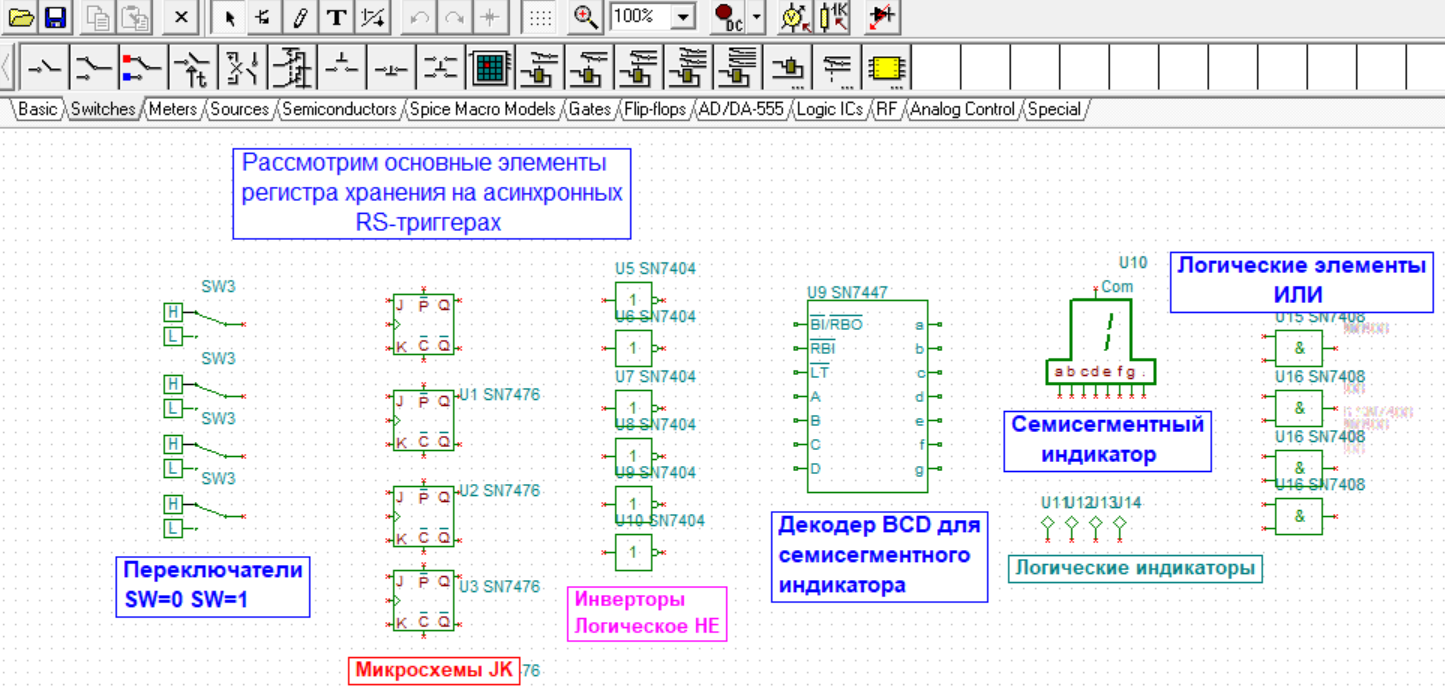 100%
DC
1K
Basic Switches Meters Sources Semiconductors Spice Macro Models Gates Flip-flops AD/DA-555 Logic ICs RF Analog Control Special
Рассмотрим основные элементы
регистра хранения на асинхронных
RS-триггерах
SW3
H
L
SW3
H
L
SW3
H
L
SW3
H
L
Переключатели
SW=0 SW=1
J P Q
K C Q
U1 SN7476
J P Q
K C Q
U2 SN7476
J P Q
K C Q
U3 SN7476
J P Q
K C Q
Микросхемы JK
76
U5 SN7404
1
U6 SN7404
1
U7 SN7404
1
U8 SN7404
1
U9 SN7404
1
U10 SN7404
1
Инверторы
Логическое НЕ
U9 SN7447
BI/RBO a
RBI b
LT c
A d
B e
C f
D g
Декодер BCD для
семисегментного
индикатора
U10
Com
a b c d e f g .
Семисегментный
индикатор
U11 U12 U13 U14
Логические индикаторы
Логические элементы
ИЛИ
U15 SN7408
&
U16 SN7408
&
U16 SN7408
&
U16 SN7408
&